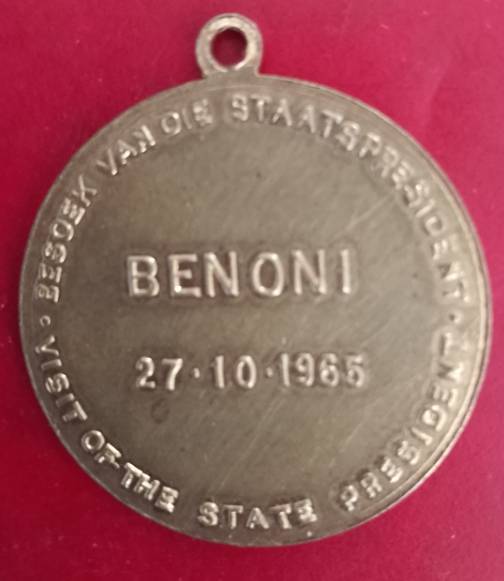 BESOEK VAN DIE STAATSPRESIDENT
BENONI
27·10·1965
VISIT OF THE STATE PRESIDENT